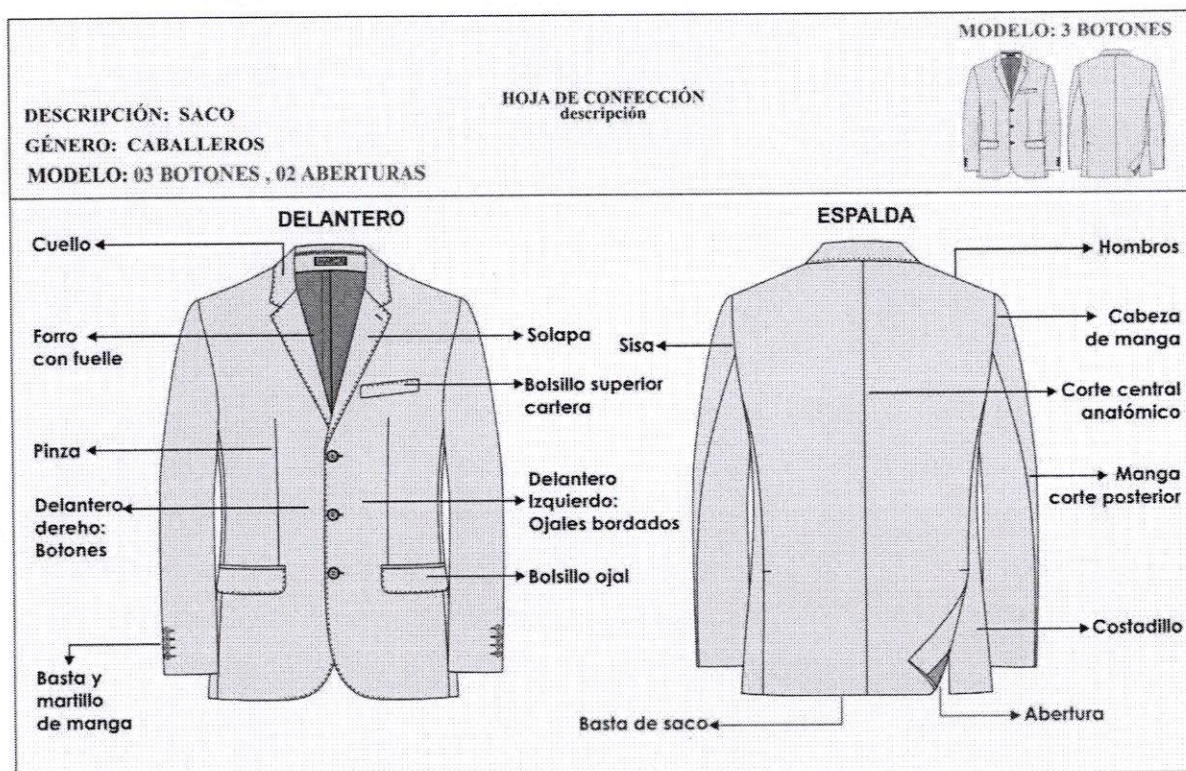 MODELO: 3 BOTONES
HOJA DE CONFECCIÓN
descripción
DESCRIPCIÓN: SACO
GÉNERO: CABALLEROS
MODELO: 03 BOTONES , 02 ABERTURAS
DELANTERO
Cuello
Forro
con fuelle
Solapa
Bolsillo superior
cartera
Pinza
Delantero
dereho:
Botones
Delantero
Izquierdo:
Ojales bordados
Bolsillo ojal
Basta y
martillo
de manga
ESPALDA
Hombros
Sisa
Cabeza
de manga
Corte central
anatómico
Manga
corte posterior
Costadillo
Basta de saco
Abertura